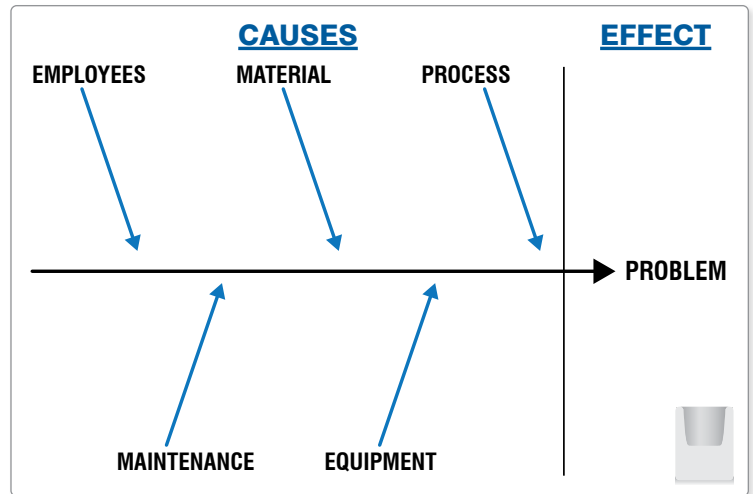 CAUSES
EFFECT
EMPLOYEES
MATERIAL
PROCESS
PROBLEM
MAINTENANCE
EQUIPMENT